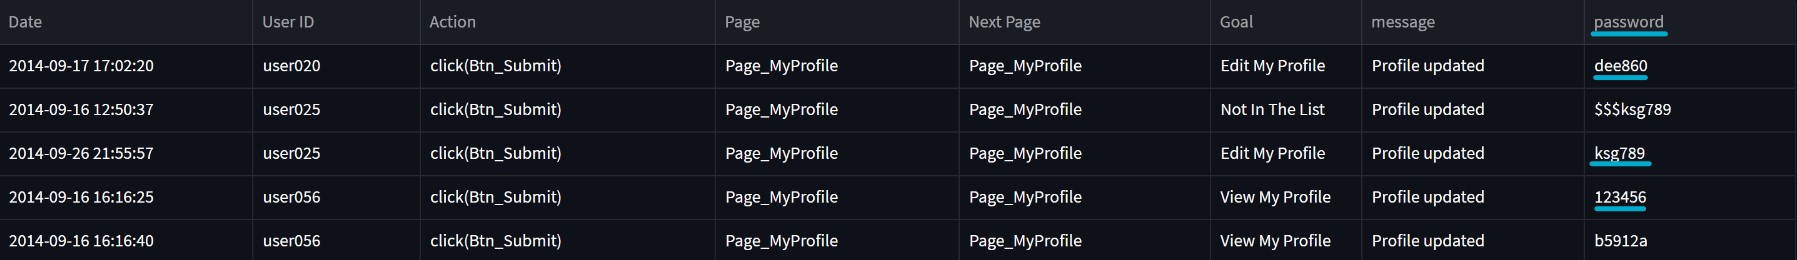 Date User ID Action Page Next Page Goal message password
2014-09-17 17:02:20 user020 click(Btn_Submit) Page_MyProfile Page_MyProfile Edit My Profile Profile updated dee860
2014-09-16 12:50:37 user025 click(Btn_Submit) Page_MyProfile Page_MyProfile Not In The List Profile updated $$$ksg789
2014-09-26 21:55:57 user025 click(Btn_Submit) Page_MyProfile Page_MyProfile Edit My Profile Profile updated ksg789
2014-09-16 16:16:25 user056 click(Btn_Submit) Page_MyProfile Page_MyProfile View My Profile Profile updated 123456
2014-09-16 16:16:40 user056 click(Btn_Submit) Page_MyProfile Page_MyProfile View My Profile Profile updated b5912a